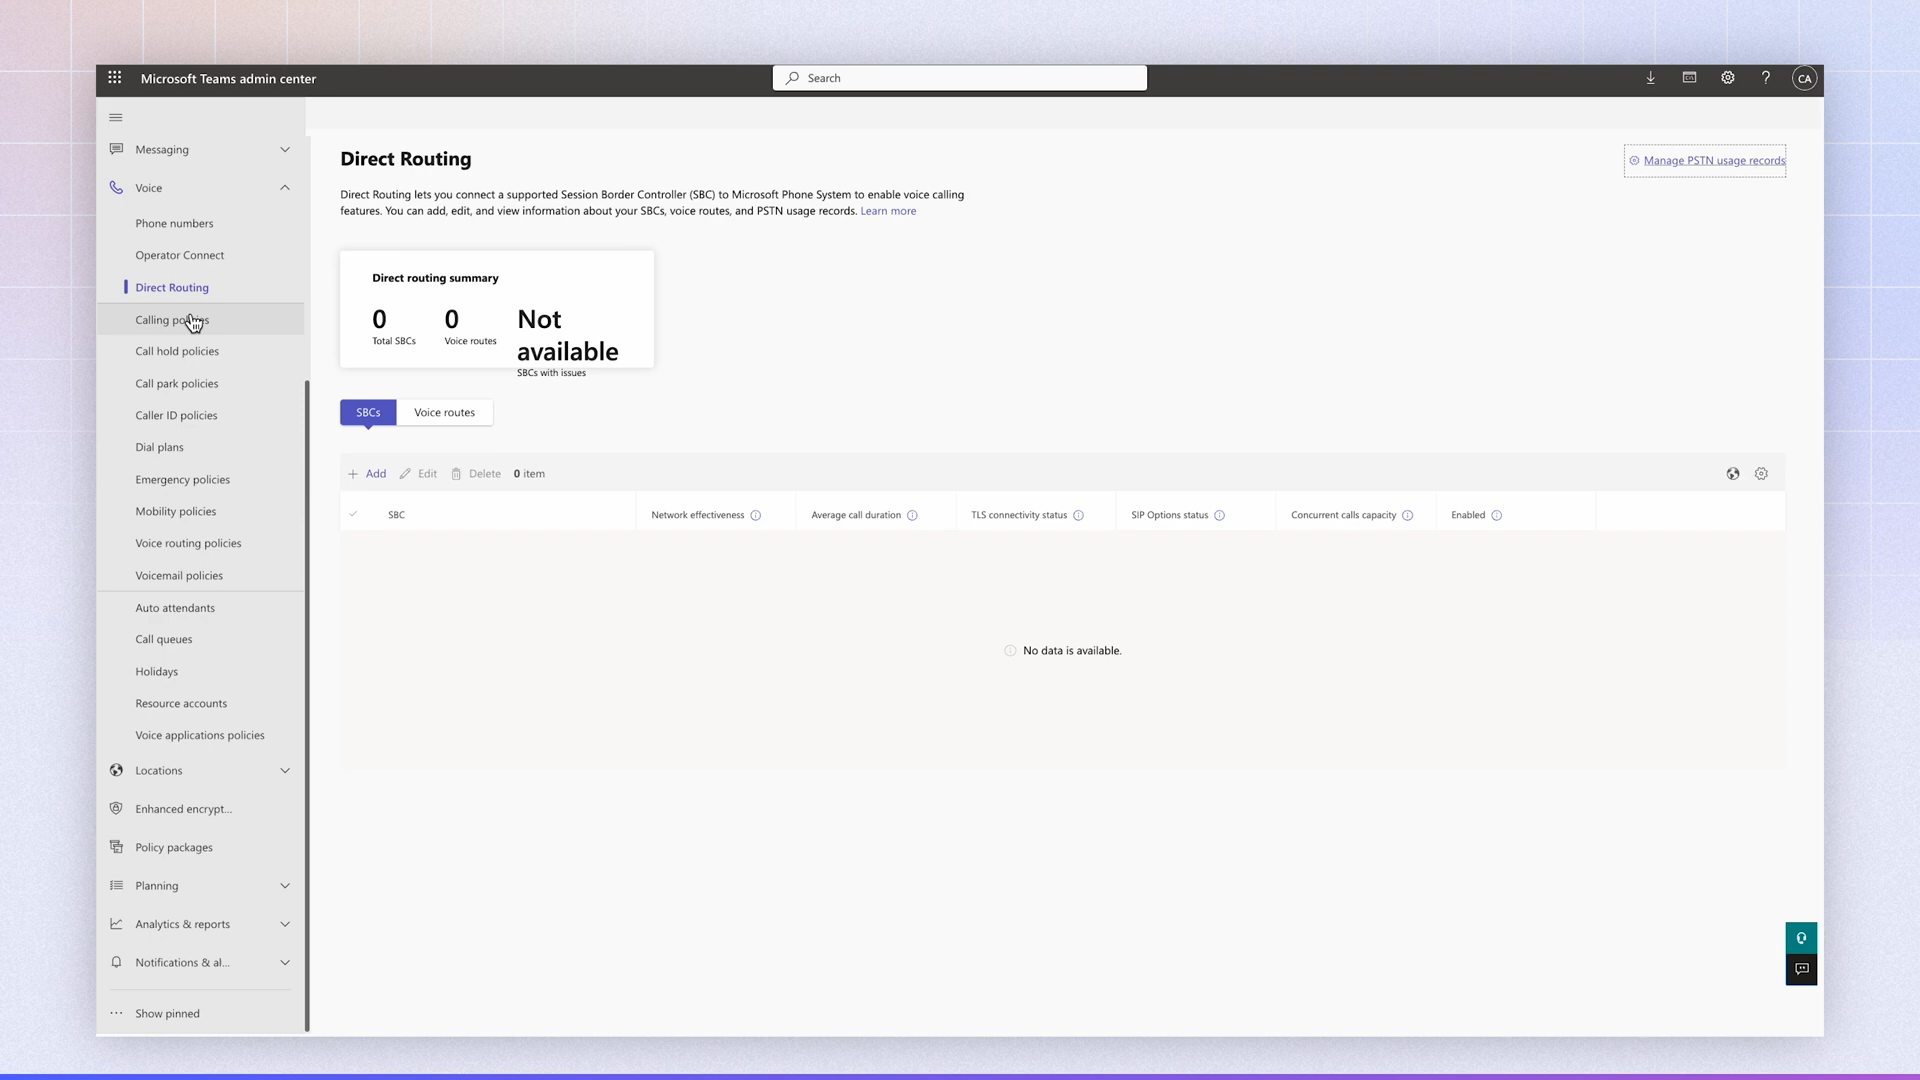 Microsoft Teams admin center
Search
CA
Messaging
Voice
Phone numbers
Operator Connect
Direct Routing
Calling
Call hold policies
Call park policies
Caller ID policies
Dial plans
Emergency policies
Mobility policies
Voice routing policies
Voicemail policies
Auto attendants
Call queues
Holidays
Resource accounts
Voice applications policies
Locations
Enhanced encrypt...
Policy packages
Planning
Analytics & reports
Notifications & al...
Show pinned
Direct Routing
Manage PSTN usage records
Direct Routing lets you connect a supported Session Border Controller (SBC) to Microsoft Phone System to enable voice calling
features. You can add, edit, and view information about your SBCs, voice routes, and PSTN usage records. Learn more
Direct routing summary
0
Total SBCs
0
Voice routes
Not
available
SBCs with issues
SBCs
Voice routes
Add
Edit
Delete
0 item
SBC
Network effectiveness
Average call duration
TLS connectivity status
SIP Options status
Concurrent calls capacity
Enabled
No data is available.